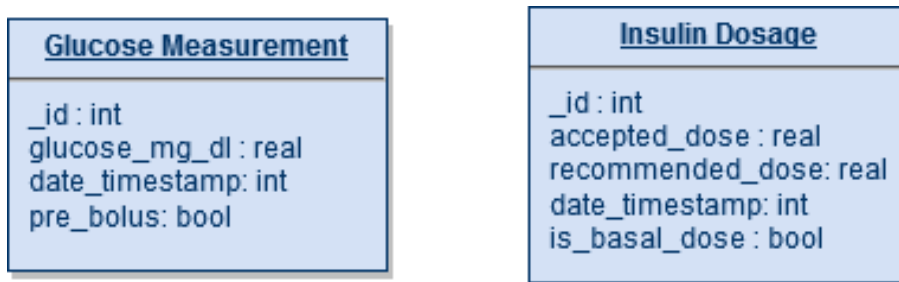 Glucose Measurement
_id : int
glucose_mg_dl : real
date_timestamp: int
pre_bolus: bool
Insulin Dosage
_id : int
accepted_dose : real
recommended_dose: real
date_timestamp: int
is_basal_dose : bool